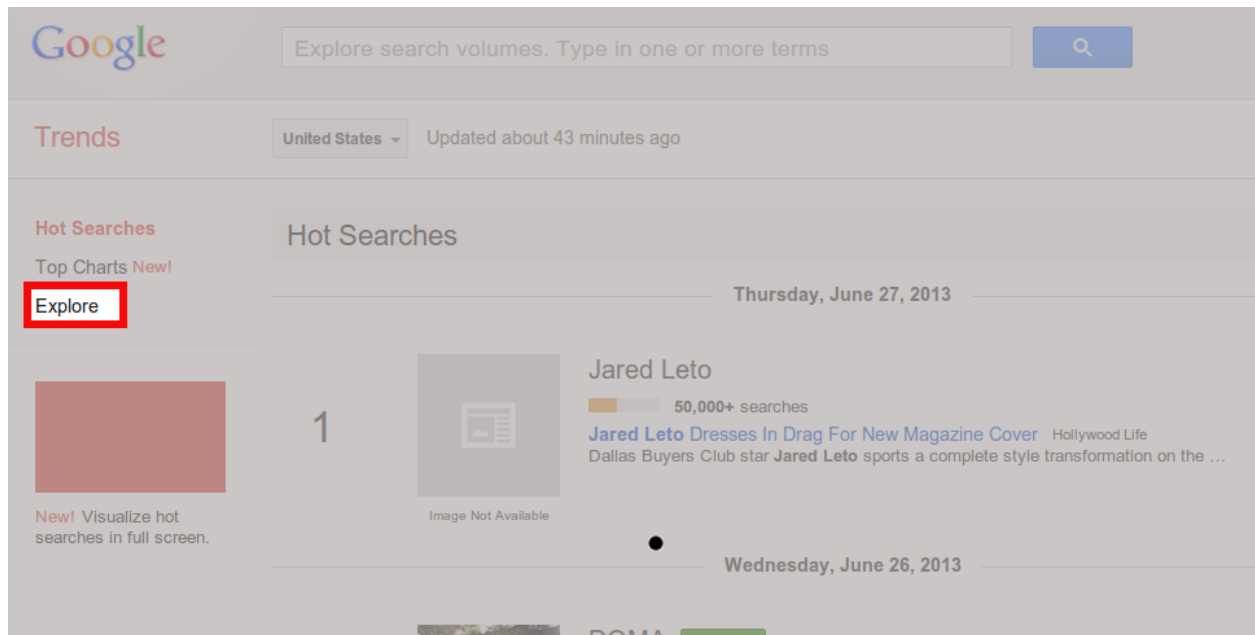 Google
Explore search volumes. Type in one or more terms
Trends
United States
Updated about 43 minutes ago
Hot Searches
Top Charts New!
Explore
New! Visualize hot
searches in full screen.
Hot Searches
Thursday, June 27, 2013
1
Image Not Available
Jared Leto
50,000+ searches
Jared Leto Dresses In Drag For New Magazine Cover Hollywood Life
Dallas Buyers Club star Jared Leto sports a complete style transformation on the ...
Wednesday, June 26, 2013
DOMA